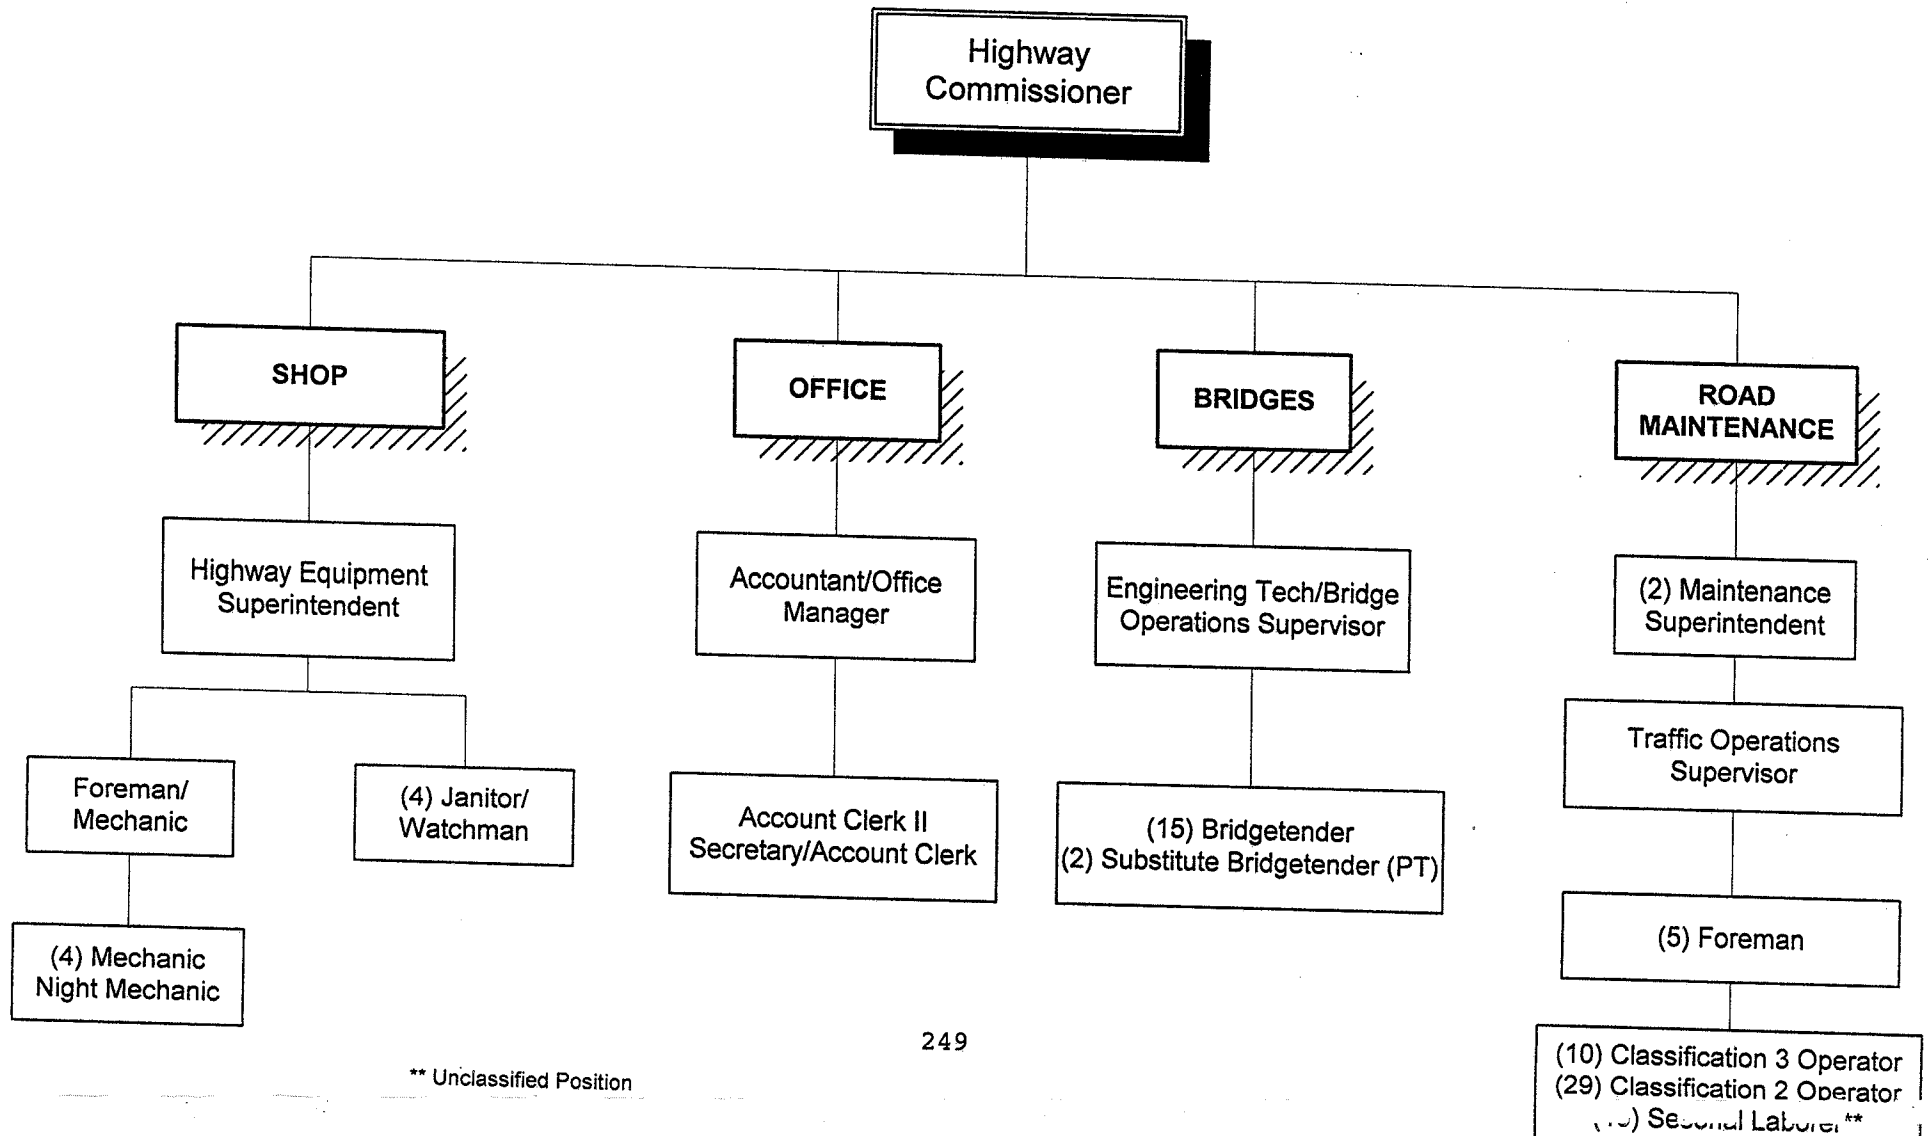 Highway
Commissioner
SHOP
OFFICE
BRIDGES
ROAD
MAINTENANCE
Highway Equipment
Superintendent
Accountant/Office
Manager
Engineering Tech/Bridge
Operations Supervisor
(2) Maintenance
Superintendent
Traffic Operations
Supervisor
Foreman/
Mechanic
(4) Janitor/
Watchman
Account Clerk II
Secretary/Account Clerk
(15) Bridgetender
(2) Substitute Bridgetender (PT)
(5) Foreman
(4) Mechanic
Night Mechanic
(10) Classification 3 Operator
(29) Classification 2 Operator
Laborer **
249
** Unclassified Position